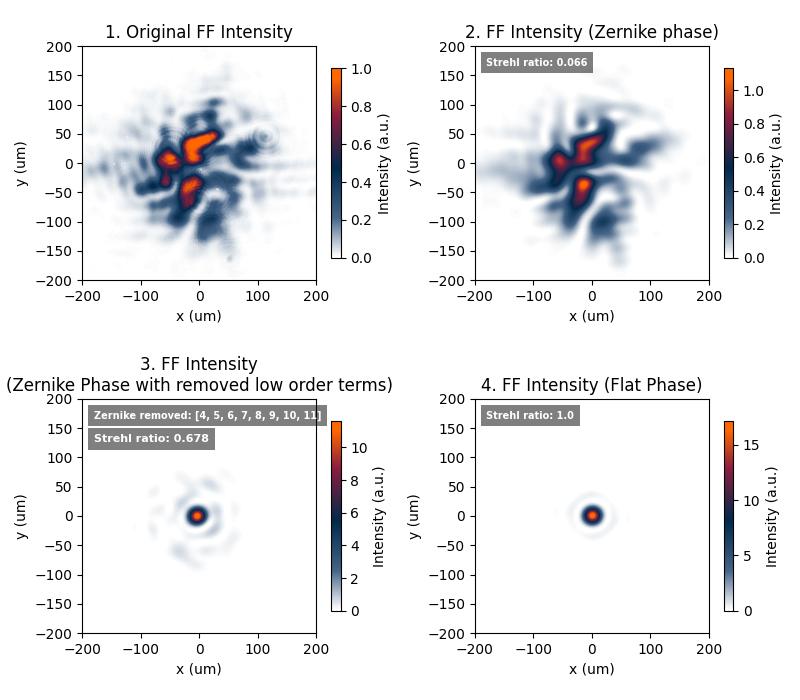 1. Original FF Intensity
200
150
100
50
0
−50
−100
−150
−200
y (um)
−200 −100 0 100 200
x (um)
1.0
0.8
0.6
0.4
0.2
0.0
Intensity (a.u.)
2. FF Intensity (Zernike phase)
Strehl ratio: 0.066
200
150
100
50
0
−50
−100
−150
−200
y (um)
−200 −100 0 100 200
x (um)
1.0
0.8
0.6
0.4
0.2
0.0
Intensity (a.u.)
3. FF Intensity
(Zernike Phase with removed low order terms)
Zernike removed: [4, 5, 6, 7, 8, 9, 10, 11]
Strehl ratio: 0.678
200
150
100
50
0
−50
−100
−150
−200
y (um)
−200 −100 0 100 200
x (um)
10
8
6
4
2
0
Intensity (a.u.)
4. FF Intensity (Flat Phase)
Strehl ratio: 1.0
200
150
100
50
0
−50
−100
−150
−200
y (um)
−200 −100 0 100 200
x (um)
15
10
5
0
Intensity (a.u.)